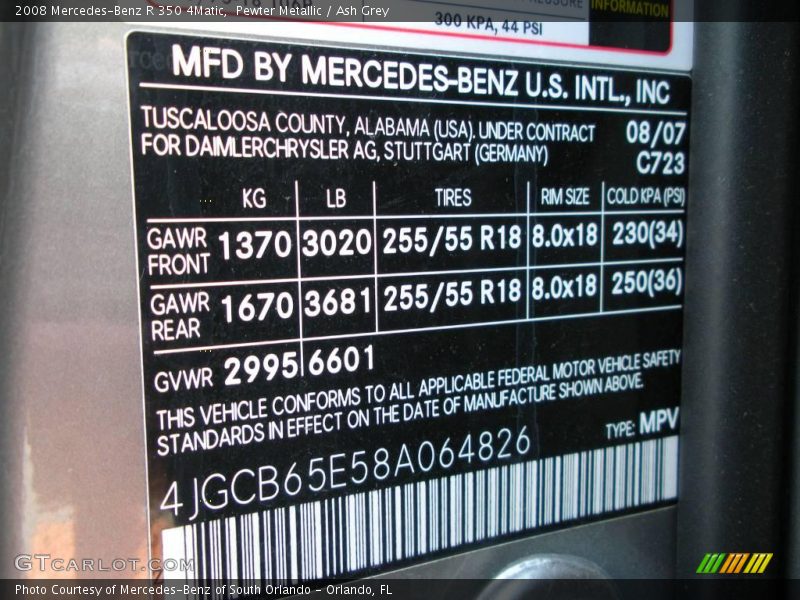 2008 Mercedes-Benz R 350 4Matic, Pewter Metallic / Ash Grey
INFORMATION
300 KPA, 44 PSI
MFD BY MERCEDES-BENZ U.S. INTL., INC
TUSCALOOSA COUNTY, ALABAMA (USA). UNDER CONTRACT 08/07
FOR DAIMLERCHRYSLER AG, STUTTGART (GERMANY) C723
KG LB TIRES RIM SIZE COLD KPA (PSI)
GAWR FRONT 1370 3020 255/55 R18 8.0x18 230(34)
GAWR REAR 1670 3681 255/55 R18 8.0x18 250(36)
GVWR 2995 6601
THIS VEHICLE CONFORMS TO ALL APPLICABLE FEDERAL MOTOR VEHICLE SAFETY
STANDARDS IN EFFECT ON THE DATE OF MANUFACTURE SHOWN ABOVE.
TYPE: MPV
4JGCB65E58A064826
GTcarlot.com
Photo Courtesy of Mercedes-Benz of South Orlando - Orlando, FL